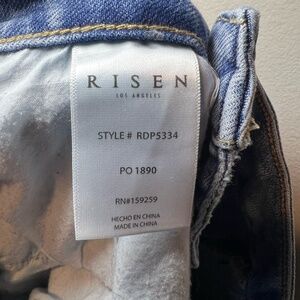 RISEN
LOS ANGELES
STYLE# RDP5334
PO 1890
RN#159259
HECHO EN CHINA
MADE IN CHINA